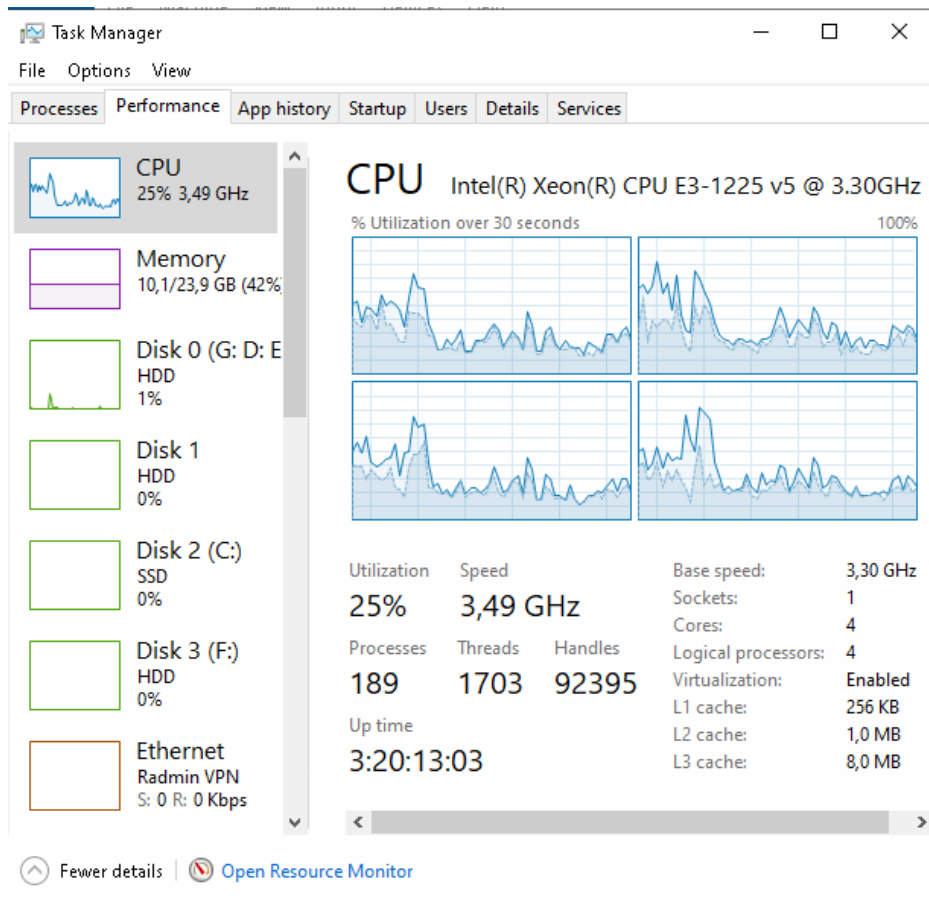 Task Manager
File Options View
Processes Performance App history Startup Users Details Services
CPU
25% 3,49 GHz
Memory
10,1/23,9 GB (42%
Disk 0 (G: D: E
HDD
1%
Disk 1
HDD
0%
Disk 2 (C:)
SSD
0%
Disk 3 (F:)
HDD
0%
Ethernet
Radmin VPN
S: 0 R: 0 Kbps
CPU Intel(R) Xeon(R) CPU E3-1225 v5 @ 3.30GHz
% Utilization over 30 seconds 100%
Utilization Speed
25% 3,49 GHz
Processes Threads Handles
189 1703 92395
Up time
3:20:13:03
Base speed: 3,30 GHz
Sockets: 1
Cores: 4
Logical processors: 4
Virtualization: Enabled
L1 cache: 256 KB
L2 cache: 1,0 MB
L3 cache: 8,0 MB
Fewer details Open Resource Monitor